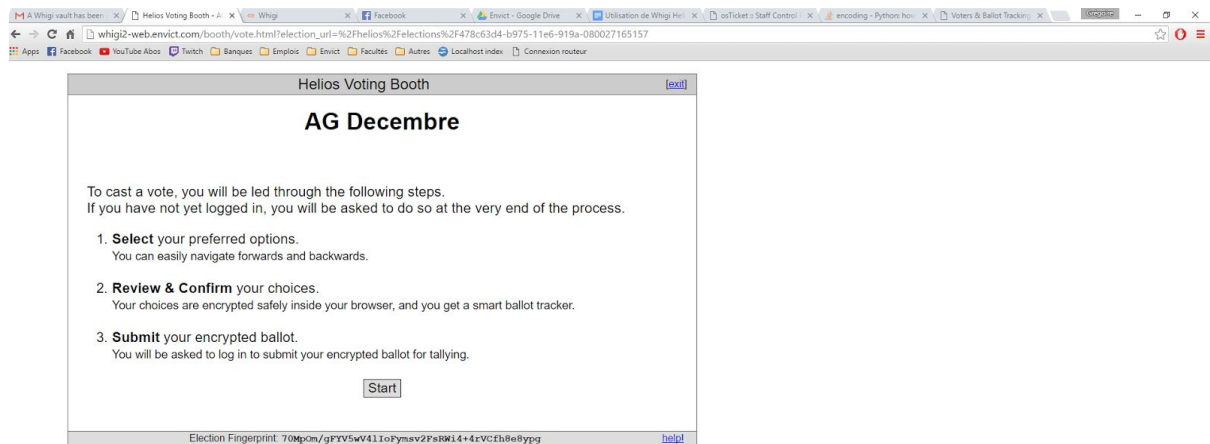 A Whigi vault has been
Helios Voting Booth - A
Whigi
Facebook
Envict - Google Drive
Utilisation de Whigi Hel
osTicket :: Staff Control
encoding - Python: how
Voters & Ballot Tracking
whigi2-web.envict.com/booth/vote.html?election_url=%2Fhelios%2Felections%2F478c63d4-b975-11e6-919a-080027165157
Apps Facebook YouTube Abos Twitch Banques Emplois Envict Facultés Autres Localhost index Connexion routeur
Helios Voting Booth [exit]
AG Decembre
To cast a vote, you will be led through the following steps.
If you have not yet logged in, you will be asked to do so at the very end of the process.
1. Select your preferred options.
You can easily navigate forwards and backwards.
2. Review & Confirm your choices.
Your choices are encrypted safely inside your browser, and you get a smart ballot tracker.
3. Submit your encrypted ballot.
You will be asked to log in to submit your encrypted ballot for tallying.
Start
Election Fingerprint: 70MpOm/gFYV5wV4lIoFymsv2FsRWi4+4rVCfh8e8ypg help!